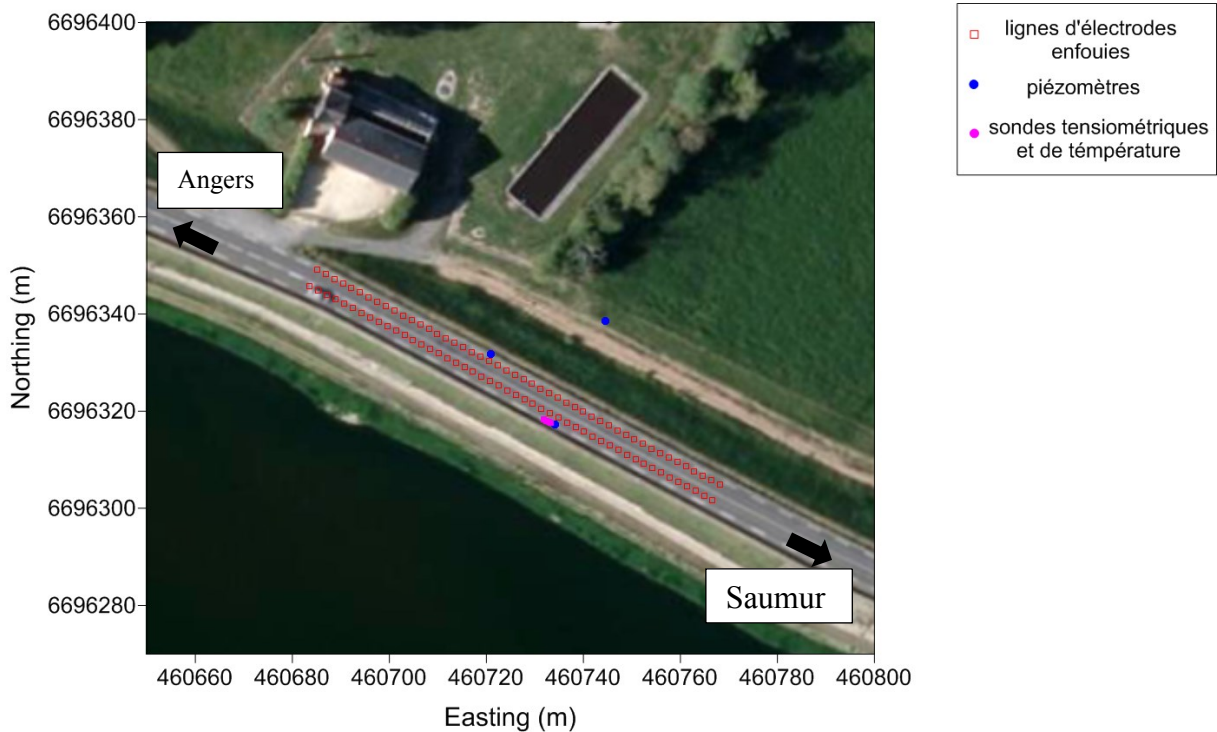 6696400
6696380
6696360
6696340
6696320
6696300
6696280
Northing (m)
460660 460680 460700 460720 460740 460760 460780 460800
Easting (m)
Angers
Saumur
lignes d'électrodes
enfouies
piézomètres
sondes tensiométriques
et de témpérature